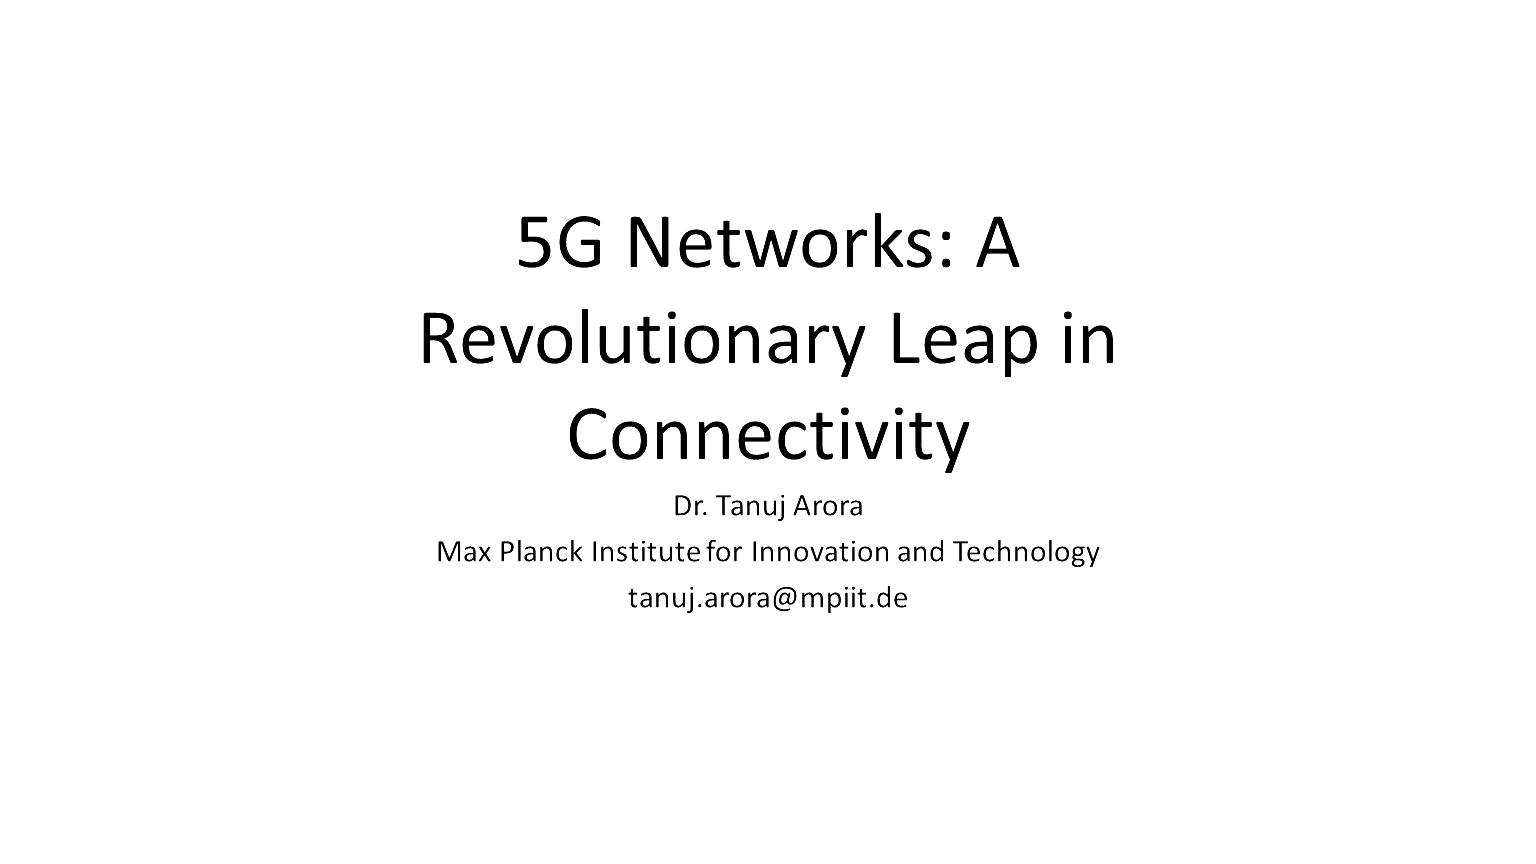 5G Networks: A
Revolutionary Leap in
Connectivity
Dr. Tanuj Arora
Max Planck Institute for Innovation and Technology
tanuj.arora@mpiit.de